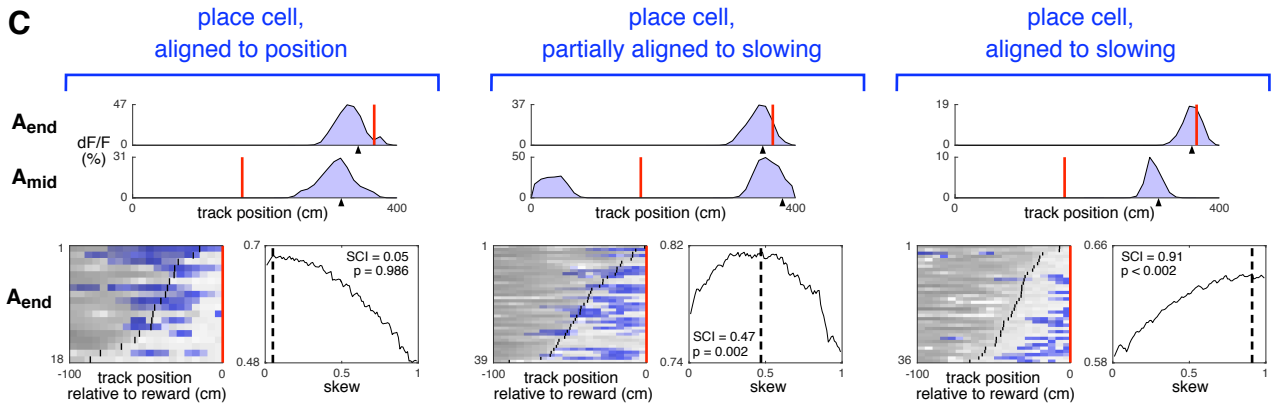 C
place cell,
aligned to position
place cell,
partially aligned to slowing
place cell,
aligned to slowing
A_end
A_mid
dF/F
(%)
47
0
31
0
0
track position (cm)
400
37
0
50
0
0
track position (cm)
400
19
0
10
0
0
track position (cm)
400
A_end
1
18
-100
0
track position
relative to reward (cm)
0.7
0.48
SCI = 0.05
p = 0.986
0
0.5
1
skew
1
39
-100
0
track position
relative to reward (cm)
0.82
0.74
SCI = 0.47
p = 0.002
0
0.5
1
skew
1
36
-100
0
track position
relative to reward (cm)
0.66
0.58
SCI = 0.91
p < 0.002
0
0.5
1
skew